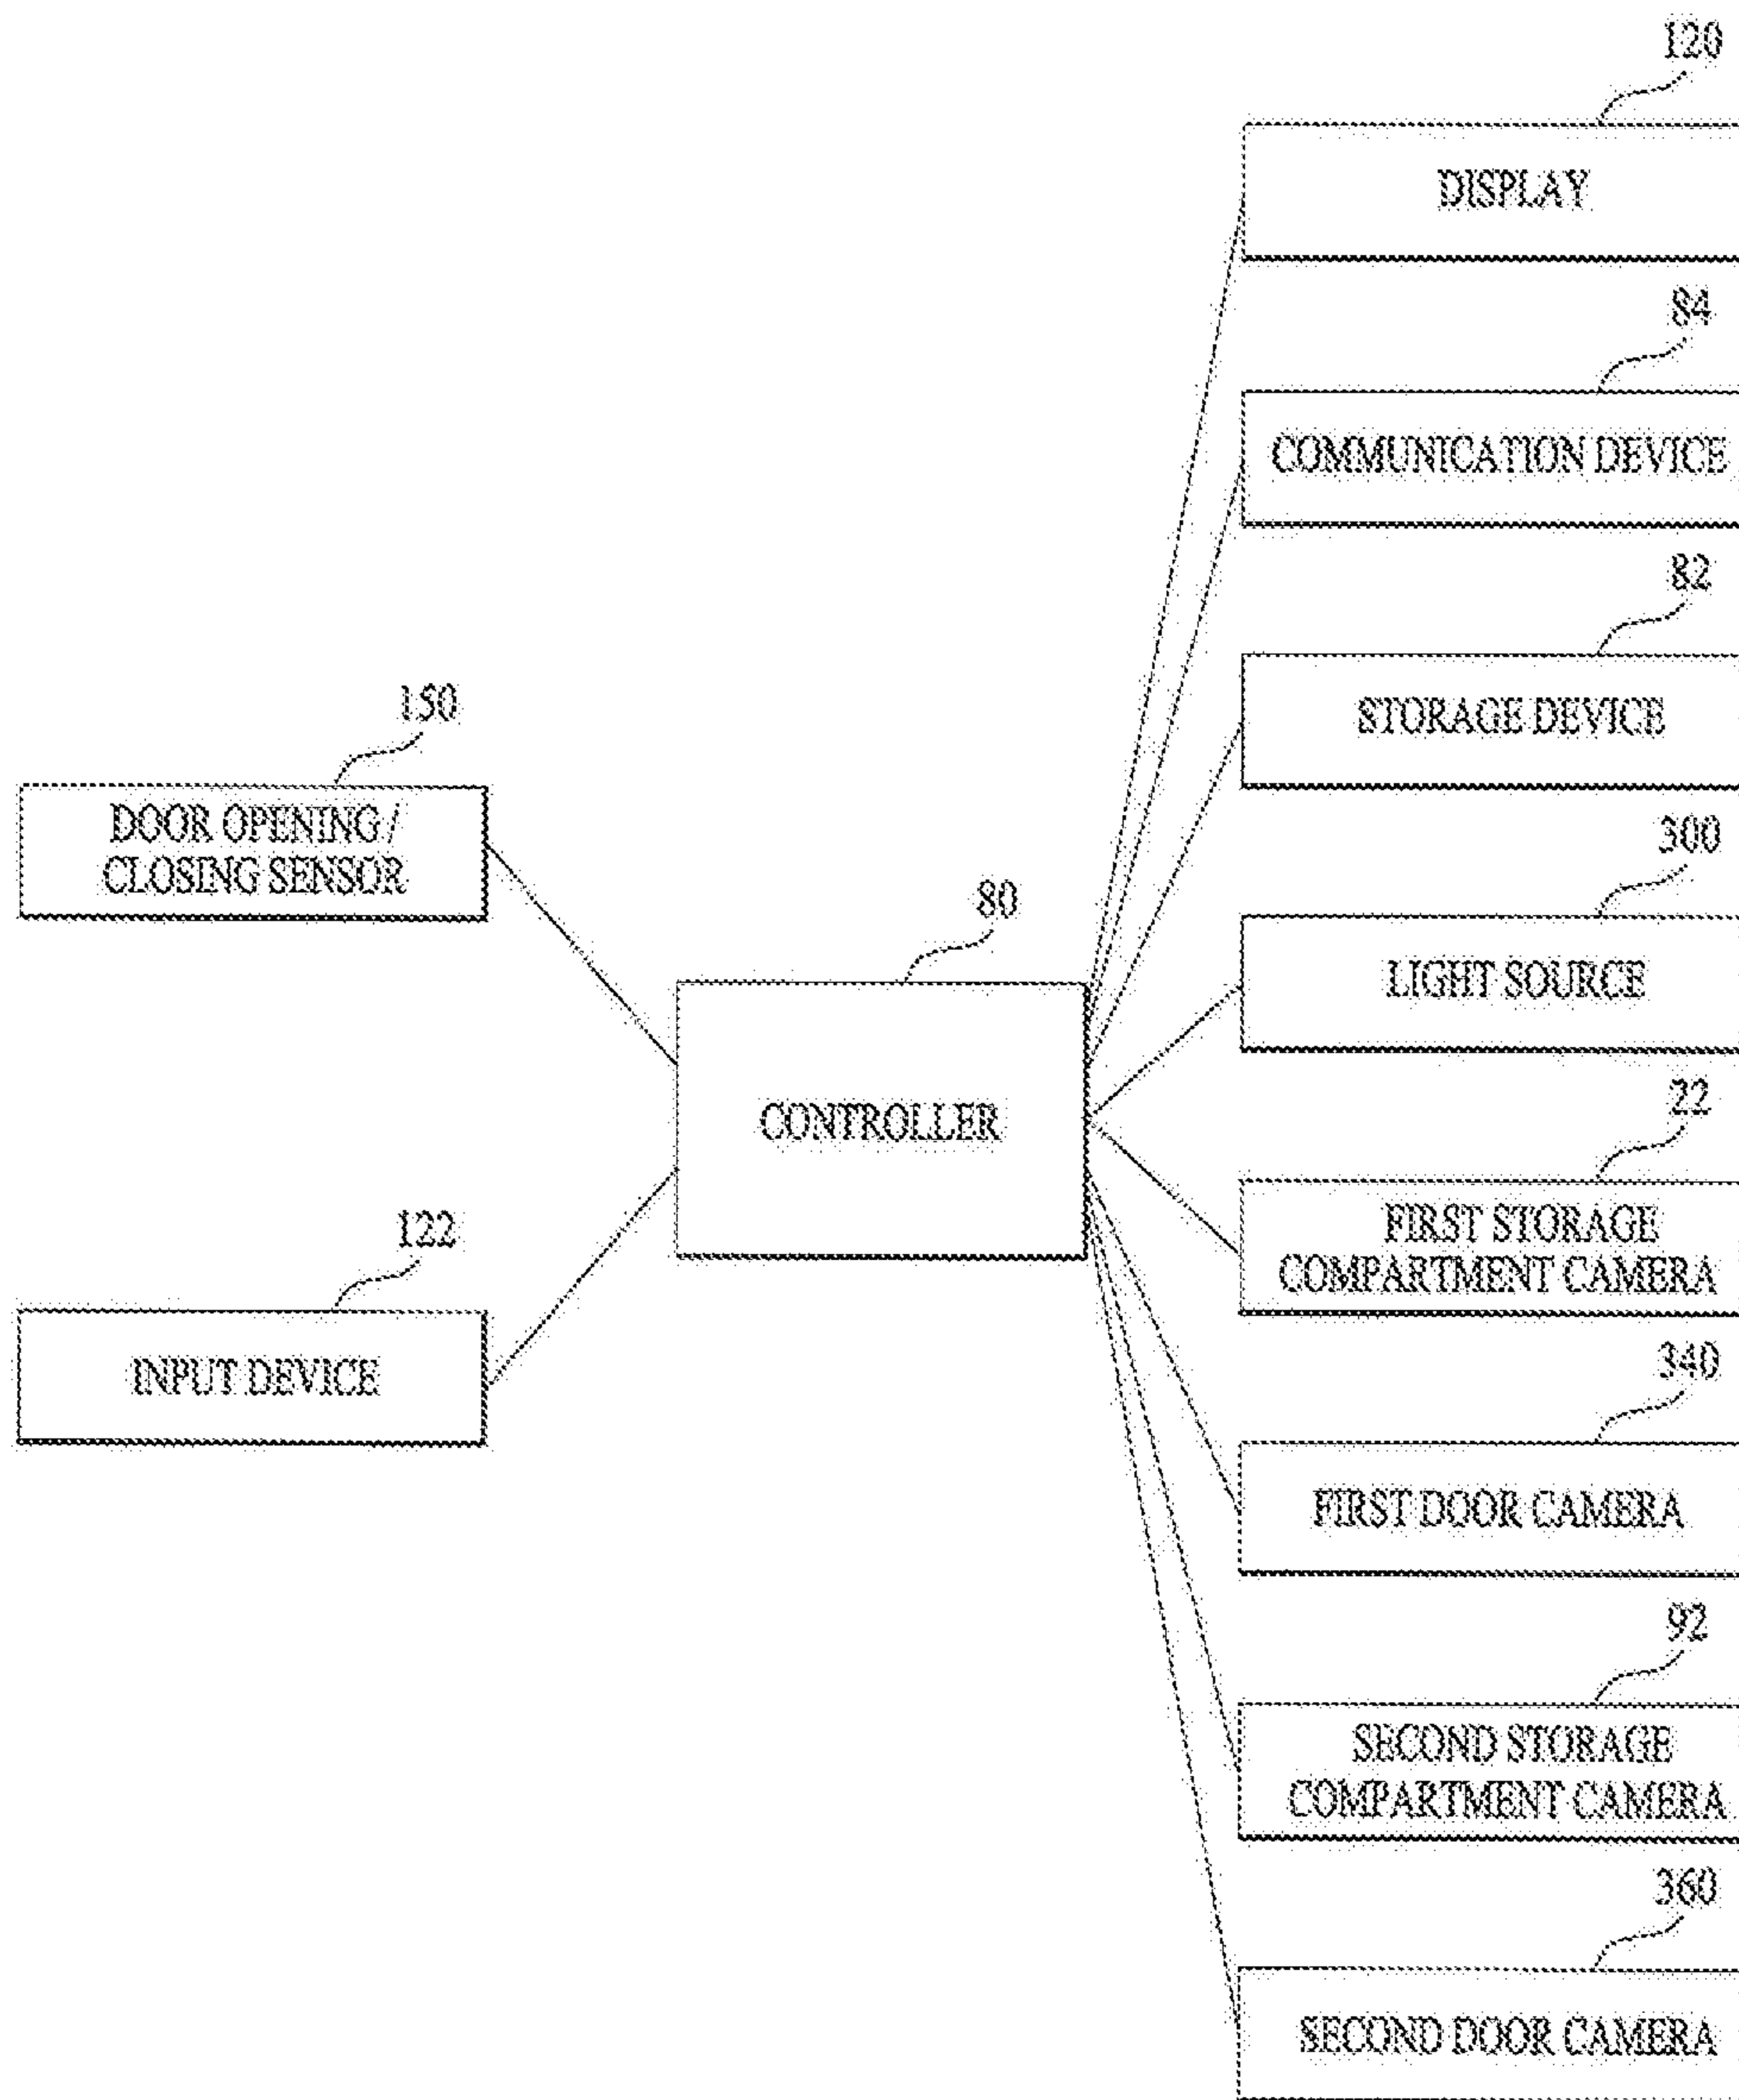 120
DISPLAY
84
COMMUNICATION DEVICE
82
STORAGE DEVICE
150
DOOR OPENING /
CLOSING SENSOR
300
LIGHT SOURCE
80
CONTROLLER
22
FIRST STORAGE
COMPARTMENT CAMERA
122
INPUT DEVICE
340
FIRST DOOR CAMERA
92
SECOND STORAGE
COMPARTMENT CAMERA
360
SECOND DOOR CAMERA